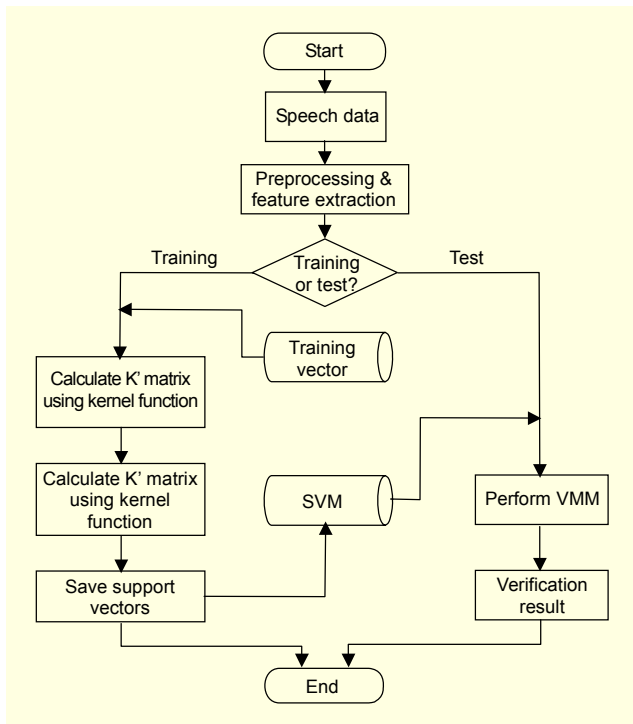 Start
Speech data
Preprocessing &
feature extraction
Training
or test?
Training
Test
Training
vector
Calculate K’ matrix
using kernel function
Calculate K’ matrix
using kernel
function
SVM
Perform VMM
Save support
vectors
Verification
result
End